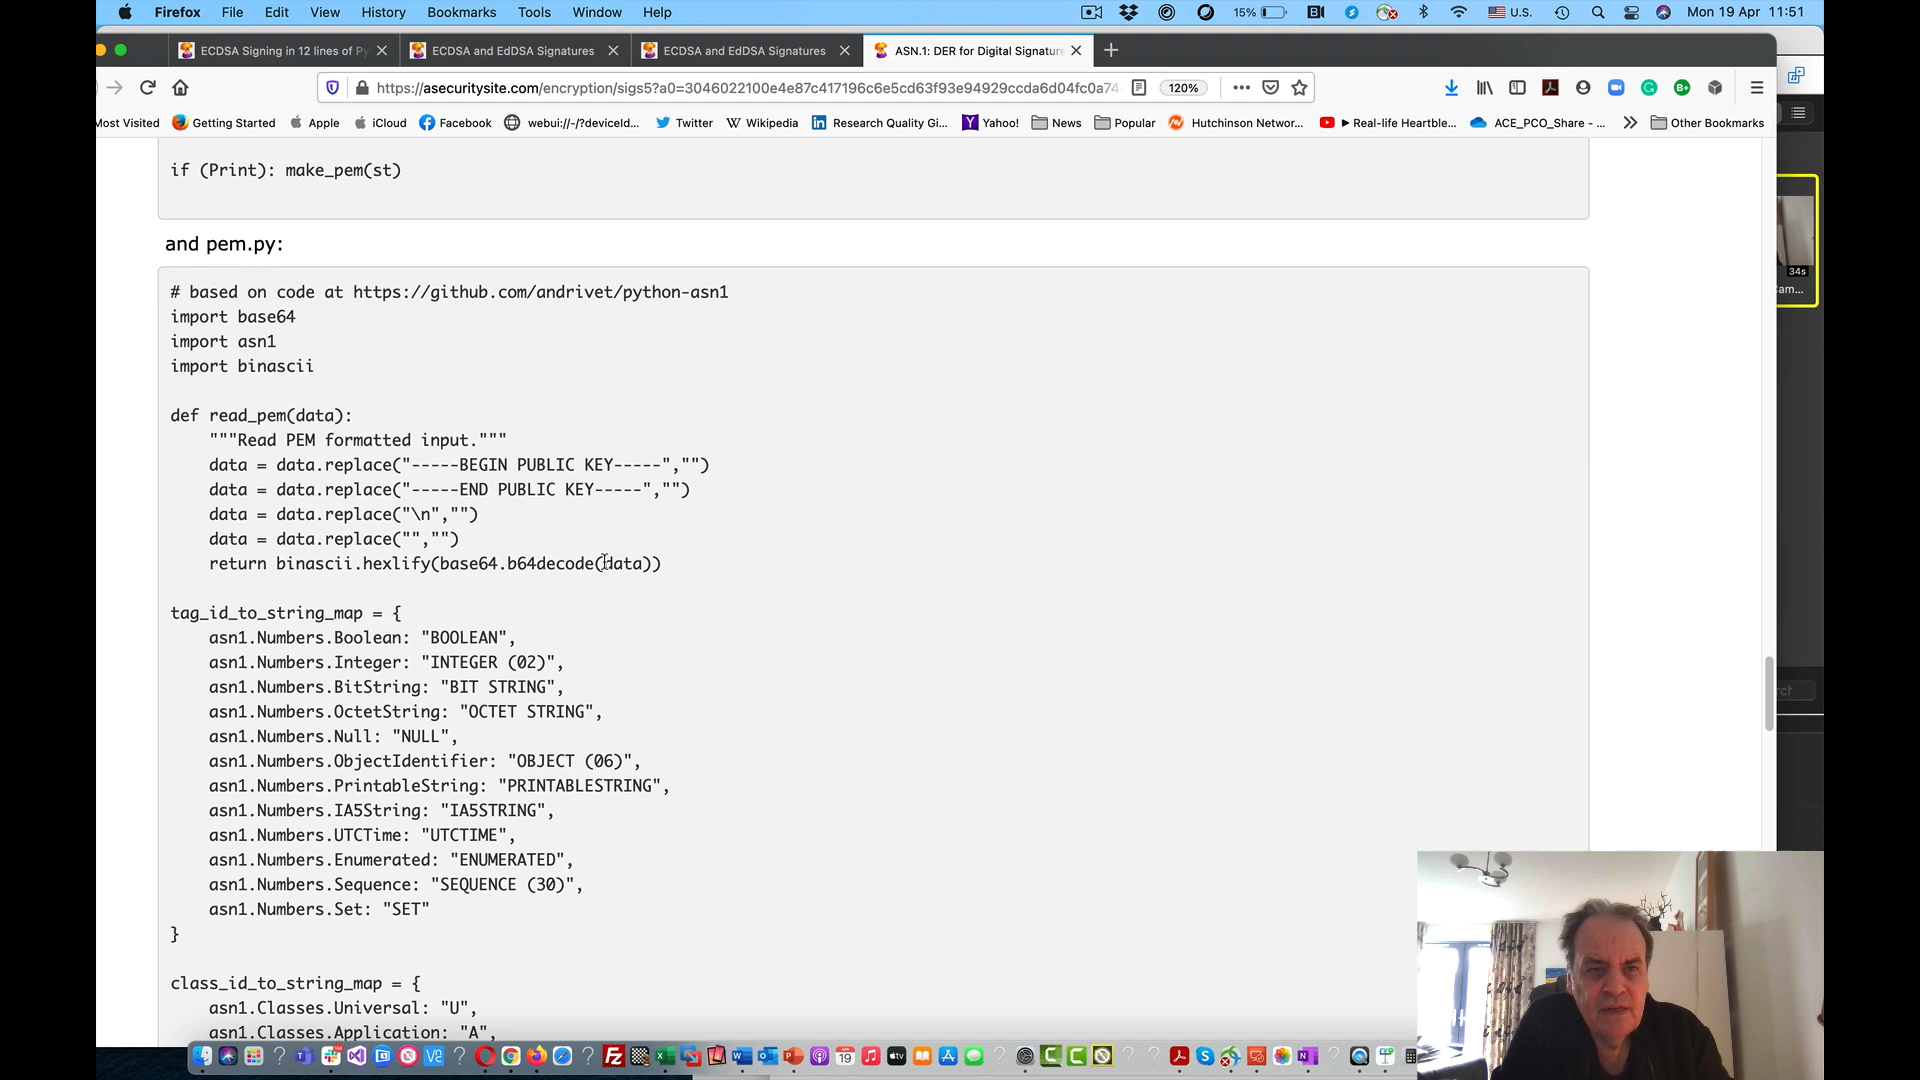 Firefox File Edit View History Bookmarks Tools Window Help 15% U.S. Mon 19 Apr 11:51
ECDSA Signing in 12 lines of Py ECDSA and EdDSA Signatures ECDSA and EdDSA Signatures ASN.1: DER for Digital Signature
https://asecuritysite.com/encryption/sigs5?a0=3046022100e4e87c417196c6e5cd63f93e94929ccda6d04fc0a74 120%
Most Visited Getting Started Apple iCloud Facebook webui://-/?deviceId... Twitter Wikipedia Research Quality Gi... Yahoo! News Popular Hutchinson Networ... ► Real-life Heartble... ACE_PCO_Share - ... Other Bookmarks
if (Print): make_pem(st)
and pem.py:
# based on code at https://github.com/andrivet/python-asn1
import base64
import asn1
import binascii
def read_pem(data):
"""Read PEM formatted input."""
data = data.replace("-----BEGIN PUBLIC KEY-----","")
data = data.replace("-----END PUBLIC KEY-----","")
data = data.replace("\n","")
data = data.replace("","")
return binascii.hexlify(base64.b64decode(data))
tag_id_to_string_map = {
asn1.Numbers.Boolean: "BOOLEAN",
asn1.Numbers.Integer: "INTEGER (02)",
asn1.Numbers.BitString: "BIT STRING",
asn1.Numbers.OctetString: "OCTET STRING",
asn1.Numbers.Null: "NULL",
asn1.Numbers.ObjectIdentifier: "OBJECT (06)",
asn1.Numbers.PrintableString: "PRINTABLESTRING",
asn1.Numbers.IA5String: "IA5STRING",
asn1.Numbers.UTCTime: "UTCTIME",
asn1.Numbers.Enumerated: "ENUMERATED",
asn1.Numbers.Sequence: "SEQUENCE (30)",
asn1.Numbers.Set: "SET"
}
class_id_to_string_map = {
asn1.Classes.Universal: "U",
asn1.Classes.Application: "A",
34s
am...